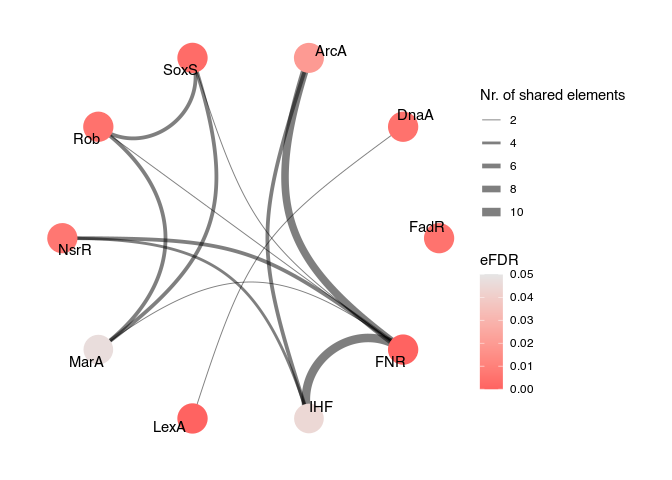 ArcA
SoxS
DnaA
Rob
FadR
NsrR
MarA
FNR
IHF
LexA
Nr. of shared elements
2
4
6
8
10
eFDR
0.05
0.04
0.03
0.02
0.01
0.00